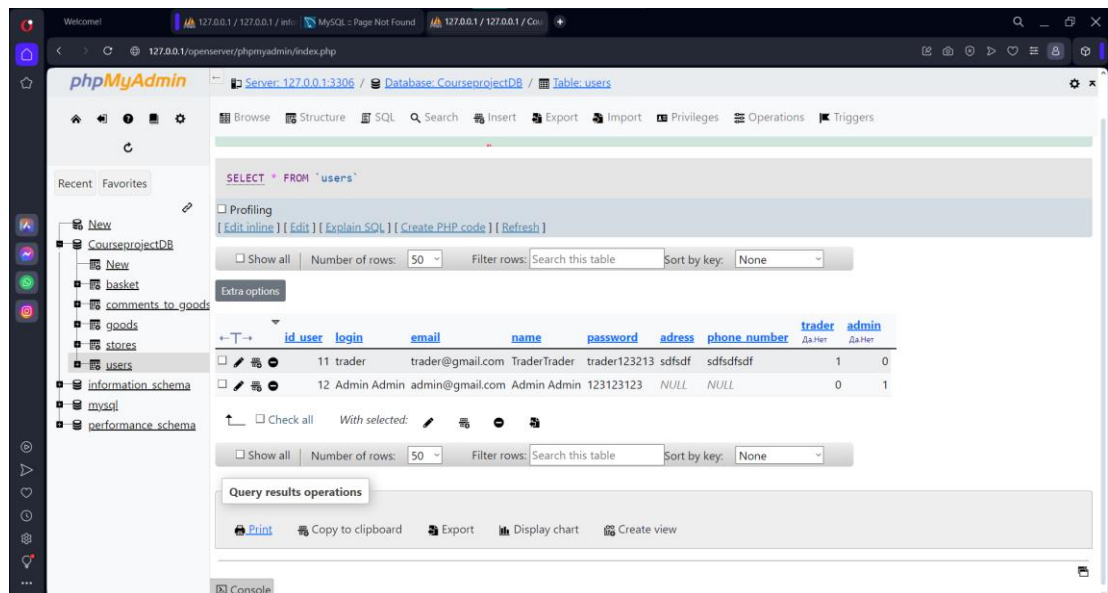 Welcome!
127.0.0.1 / 127.0.0.1 / infor
MySQL :: Page Not Found
127.0.0.1 / 127.0.0.1 / Cou
127.0.0.1/openserver/phpmyadmin/index.php
phpMyAdmin
Server: 127.0.0.1:3306 / Database: CourseprojectDB / Table: users
Browse Structure SQL Search Insert Export Import Privileges Operations Triggers
Recent Favorites
New
CourseprojectDB
New
basket
comments_to_goods
goods
stores
users
information_schema
mysql
performance_schema
SELECT * FROM `users`
Profiling
[ Edit inline ] [ Edit ] [ Explain SQL ] [ Create PHP code ] [ Refresh ]
Show all Number of rows: 50 Filter rows: Search this table Sort by key: None
Extra options
←T→ id_user login email name password adress phone_number trader admin
Да.Нет Да.Нет
11 trader trader@gmail.com TraderTrader trader123213 sdfsdf sdfsdfsdf 1 0
12 Admin Admin admin@gmail.com Admin Admin 123123123 NULL NULL 0 1
Check all With selected:
Show all Number of rows: 50 Filter rows: Search this table Sort by key: None
Query results operations
Print Copy to clipboard Export Display chart Create view
Console